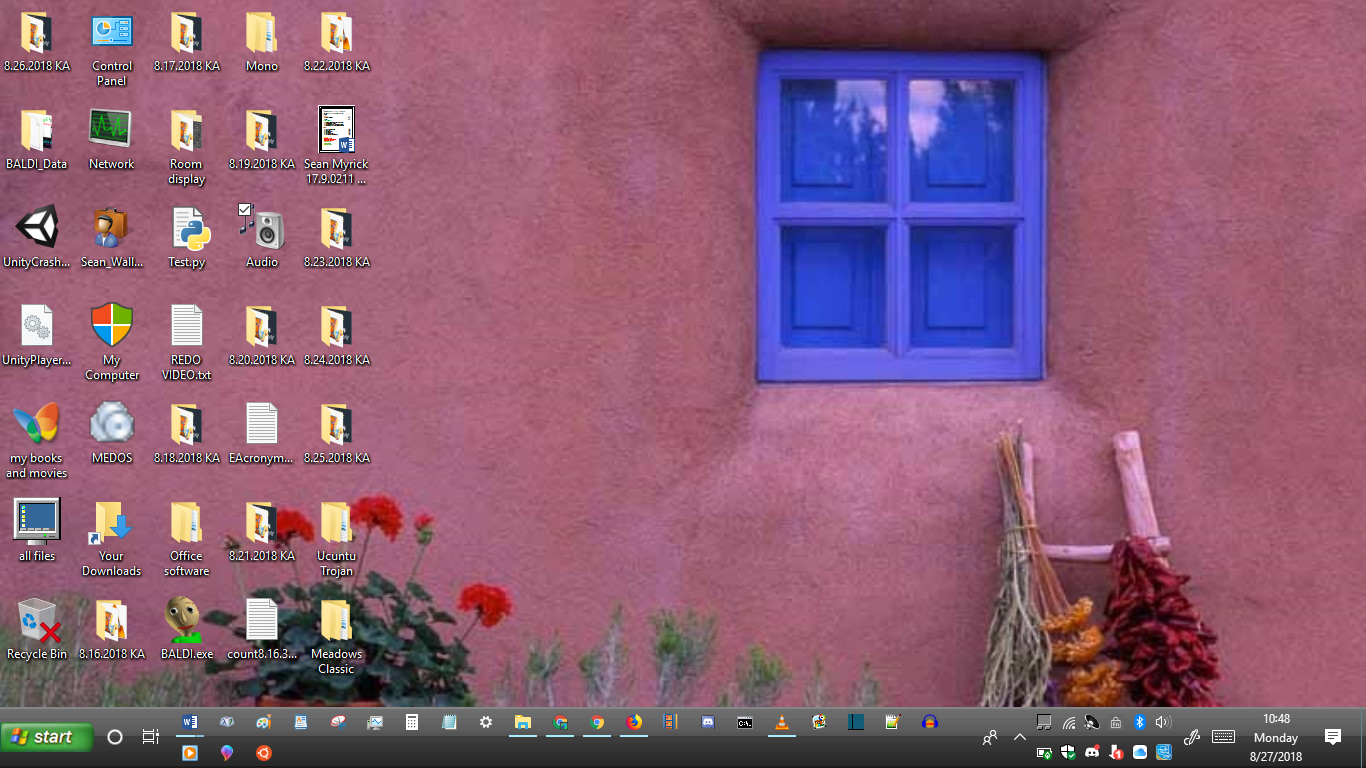 8.26.2018 KA
Control
Panel
8.17.2018 KA
Mono
8.22.2018 KA
BALDI_Data
Network
Room
display
8.19.2018 KA
Sean Myrick
17.9.0211 ...
UnityCrash...
Sean_Wall...
Test.py
Audio
8.23.2018 KA
UnityPlayer...
My
Computer
REDO
VIDEO.txt
8.20.2018 KA
8.24.2018 KA
my books
and movies
MEDOS
8.18.2018 KA
EAcronym...
8.25.2018 KA
all files
Your
Downloads
Office
software
8.21.2018 KA
Ucuntu
Trojan
Recycle Bin
8.16.2018 KA
BALDI.exe
count8.16.3...
Meadows
Classic
start
10:48
Monday
8/27/2018